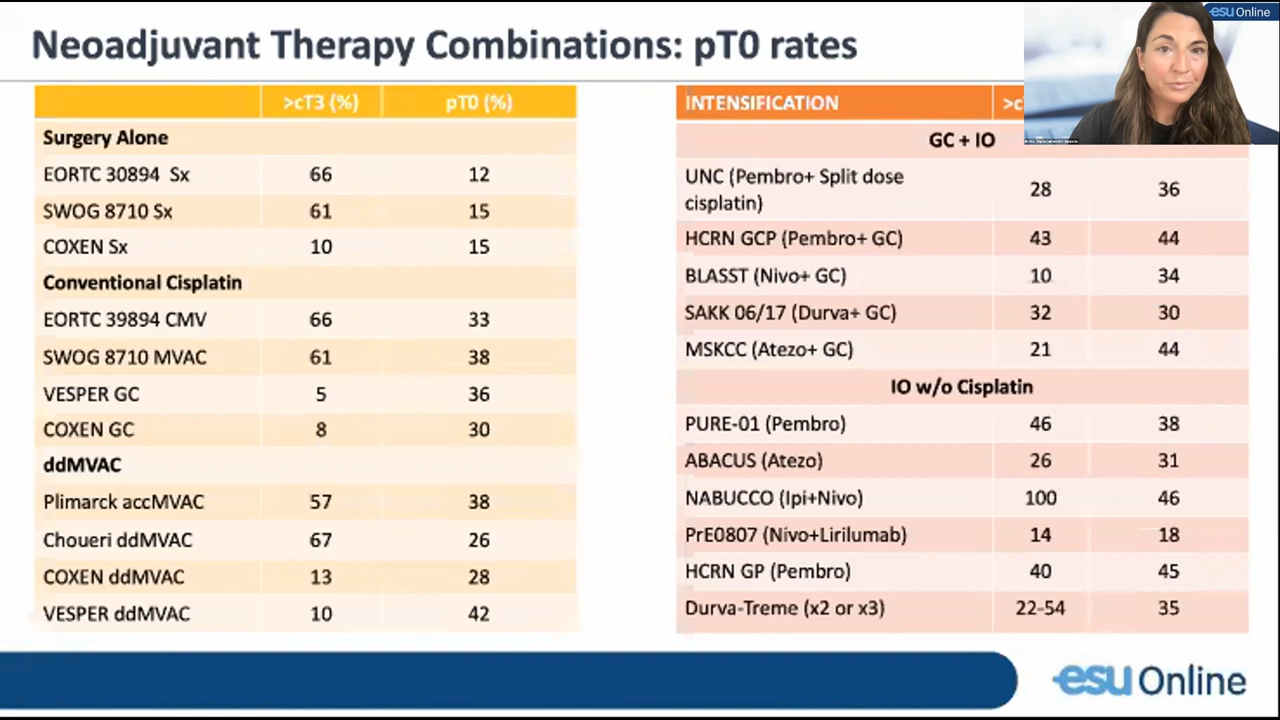 Neoadjuvant Therapy Combinations: pT0 rates
esu Online
>cT3 (%) pT0 (%)
Surgery Alone
EORTC 30894 Sx 66 12
SWOG 8710 Sx 61 15
COXEN Sx 10 15
Conventional Cisplatin
EORTC 39894 CMV 66 33
SWOG 8710 MVAC 61 38
VESPER GC 5 36
COXEN GC 8 30
ddMVAC
Plimarck accMVAC 57 38
Choueri ddMVAC 67 26
COXEN ddMVAC 13 28
VESPER ddMVAC 10 42
INTENSIFICATION >c
GC + IO
UNC (Pembro+ Split dose
cisplatin) 28 36
HCRN GCP (Pembro+ GC) 43 44
BLASST (Nivo+ GC) 10 34
SAKK 06/17 (Durva+ GC) 32 30
MSKCC (Atezo+ GC) 21 44
IO w/o Cisplatin
PURE-01 (Pembro) 46 38
ABACUS (Atezo) 26 31
NABUCCO (Ipi+Nivo) 100 46
PrE0807 (Nivo+Lirilumab) 14 18
HCRN GP (Pembro) 40 45
Durva-Treme (x2 or x3) 22-54 35
esu Online